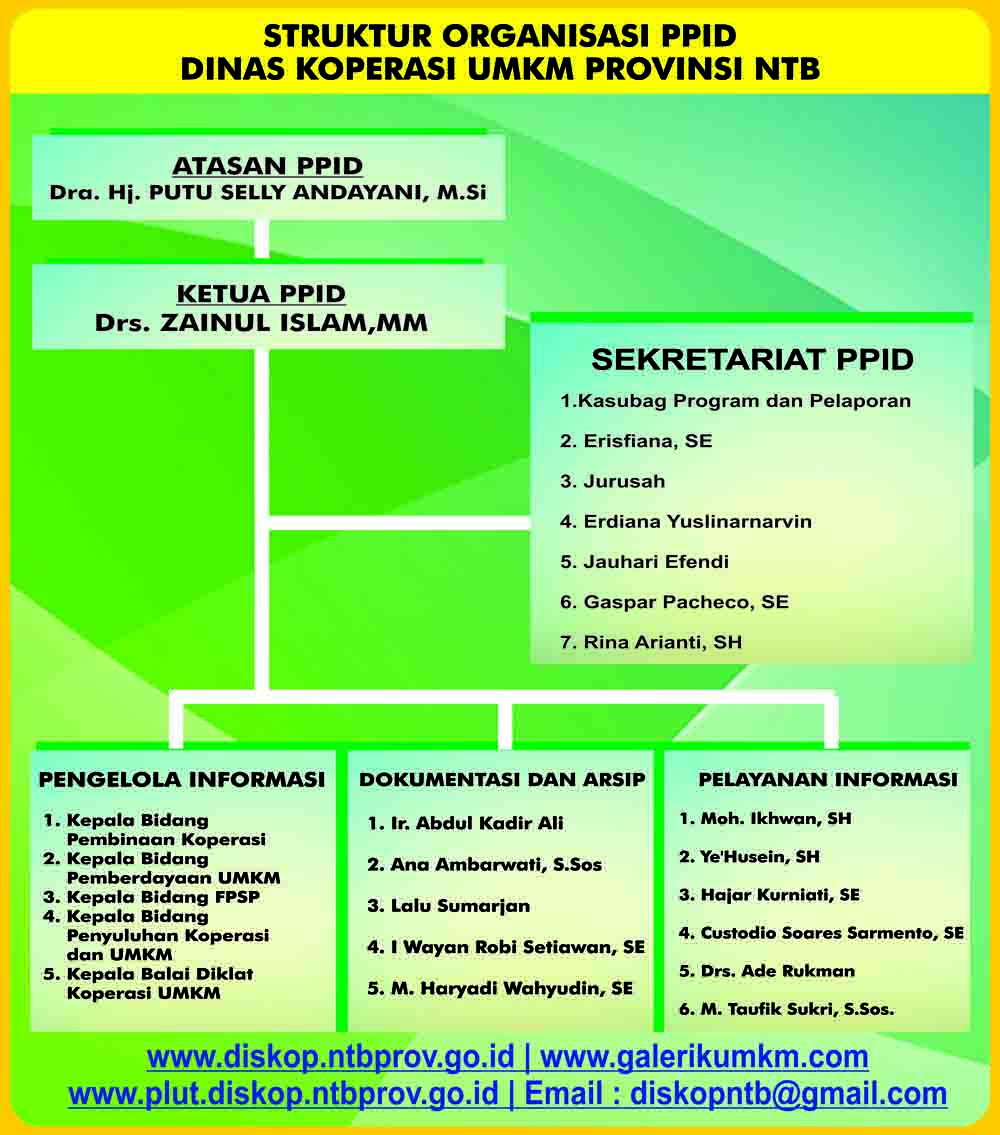 STRUKTUR ORGANISASI PPID
DINAS KOPERASI UMKM PROVINSI NTB
ATASAN PPID
Dra. Hj. PUTU SELLY ANDAYANI, M.Si
KETUA PPID
Drs. ZAINUL ISLAM,MM
SEKRETARIAT PPID
1.Kasubag Program dan Pelaporan
2. Erisfiana, SE
3. Jurusah
4. Erdiana Yuslinarnarvin
5. Jauhari Efendi
6. Gaspar Pacheco, SE
7. Rina Arianti, SH
PENGELOLA INFORMASI
1. Kepala Bidang
Pembinaan Koperasi
2. Kepala Bidang
Pemberdayaan UMKM
3. Kepala Bidang FPSP
4. Kepala Bidang
Penyuluhan Koperasi
dan UMKM
5. Kepala Balai Diklat
Koperasi UMKM
DOKUMENTASI DAN ARSIP
1. Ir. Abdul Kadir Ali
2. Ana Ambarwati, S.Sos
3. Lalu Sumarjan
4. I Wayan Robi Setiawan, SE
5. M. Haryadi Wahyudin, SE
PELAYANAN INFORMASI
1. Moh. Ikhwan, SH
2. Ye'Husein, SH
3. Hajar Kurniati, SE
4. Custodio Soares Sarmento, SE
5. Drs. Ade Rukman
6. M. Taufik Sukri, S.Sos.
www.diskop.ntbprov.go.id | www.galerikumkm.com
www.plut.diskop.ntbprov.go.id | Email : diskopntb@gmail.com